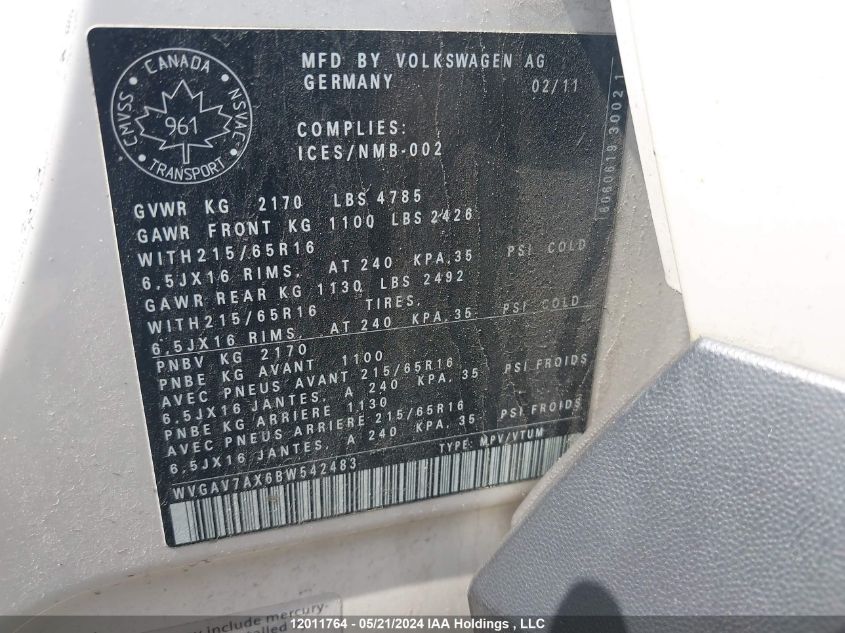 CANADA
CMVSS NSVAC
961
TRANSPORT
MFD BY VOLKSWAGEN AG
GERMANY 02/11
COMPLIES:
ICES/NMB-002
GVWR KG 2170 LBS 4785
GAWR FRONT KG 1100 LBS 2426
WITH215/65R16
6.5JX16 RIMS. AT 240 KPA.35 PSI COLD
GAWR REAR KG 1130 LBS 2492
WITH215/65R16 TIRES.
6.5JX16 RIMS. AT 240 KPA.35 PSI COLD
PNBV KG 2170
PNBE KG AVANT 1100
AVEC PNEUS AVANT 215/65R16
6.5JX16 JANTES. A 240 KPA.35 PSI FROIDS
PNBE KG ARRIERE 1130
AVEC PNEUS ARRIERE 215/65R16
6.5JX16 JANTES. A 240 KPA.35 PSI FROIDS
TYPE: MPV/VTUM
WVGAV7AX6BW542483
include mercury-
12011764 - 05/21/2024 IAA Holdings , LLC